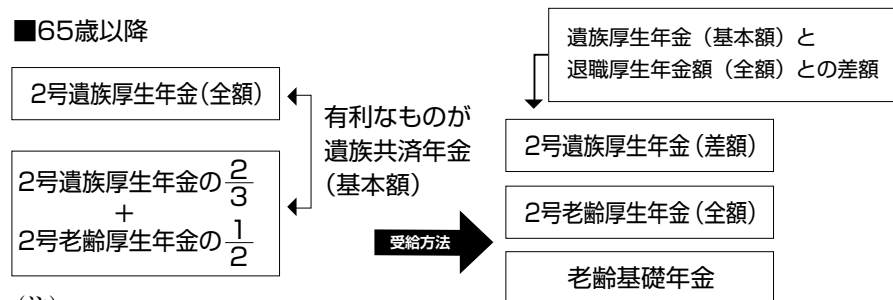 ■65歳以降
2号遺族厚生年金（全額）
2号遺族厚生年金の2/3
+
2号老齢厚生年金の1/2
有利なものが
遺族共済年金
（基本額）
受給方法
遺族厚生年金（基本額）と
退職厚生年金額（全額）との差額
2号遺族厚生年金（差額）
2号老齢厚生年金（全額）
老齢基礎年金